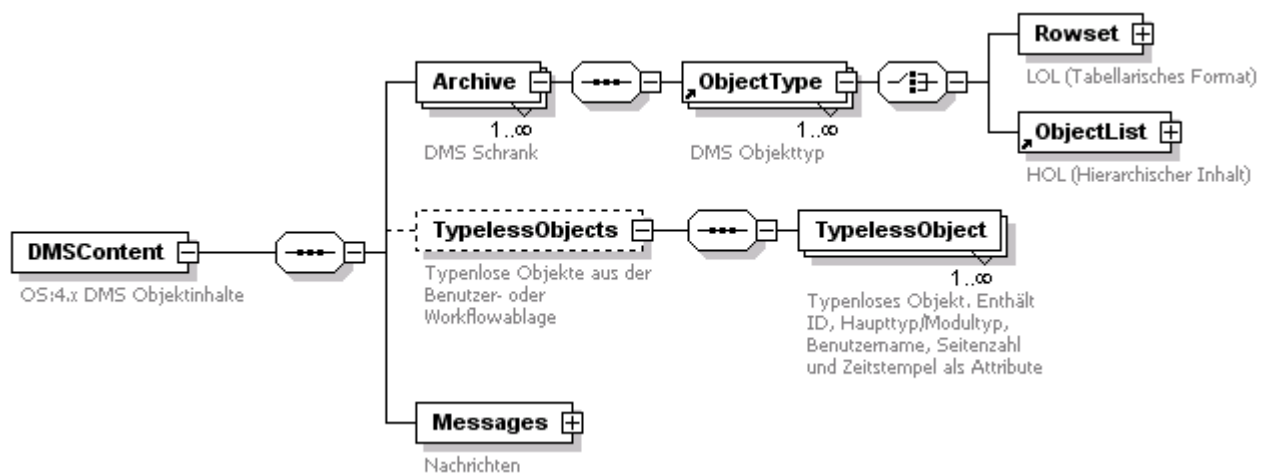 Rowset
LOL (Tabellarisches Format)
Archive
1..∞
DMS Schrank
ObjectType
1..∞
DMS Objekttyp
ObjectList
HOL (Hierarchischer Inhalt)
DMSContent
OS:4.x DMS Objektinhalte
TypelessObjects
Typenlose Objekte aus der
Benutzer- oder
Workflowablage
TypelessObject
1..∞
Typenloses Objekt. Enthält
ID, Haupttyp/Modultyp,
Benutzername, Seitenzahl
und Zeitstempel als Attribute
Messages
Nachrichten